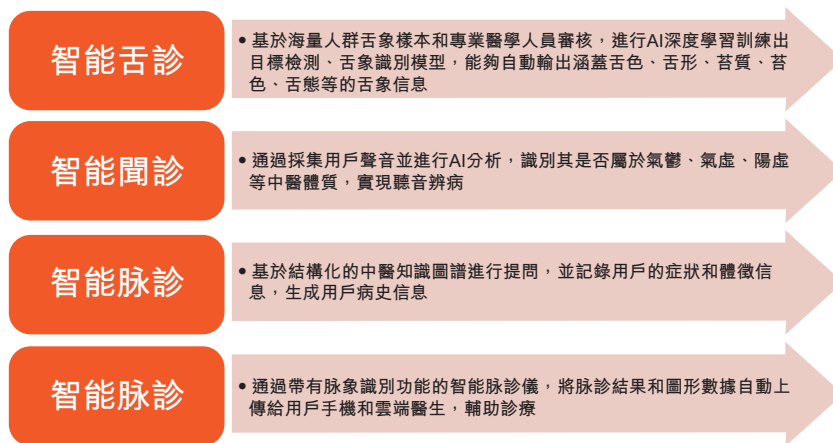 智能舌診
• 基於海量人群舌象樣本和專業醫學人員審核，進行AI深度學習訓練出
目標檢測、舌象識別模型，能夠自動輸出涵蓋舌色、舌形、苔質、苔
色、舌態等的舌象信息
智能聞診
• 通過採集用戶聲音並進行AI分析，識別其是否屬於氣鬱、氣虛、陽虛
等中醫體質，實現聽音辨病
智能脉診
• 基於結構化的中醫知識圖譜進行提問，並記錄用戶的症狀和體徵信
息，生成用戶病史信息
智能脉診
• 通過帶有脉象識別功能的智能脉診儀，將脉診結果和圖形數據自動上
傳給用戶手機和雲端醫生，輔助診療